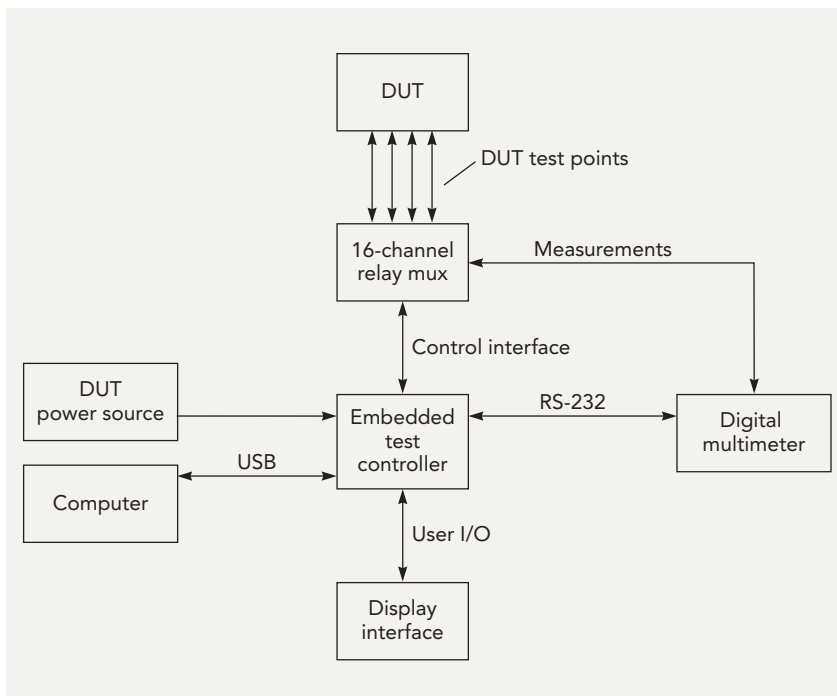 DUT
DUT test points
16-channel
relay mux
Measurements
Control interface
DUT
power source
Embedded
test
controller
RS-232
Digital
multimeter
USB
Computer
User I/O
Display
interface